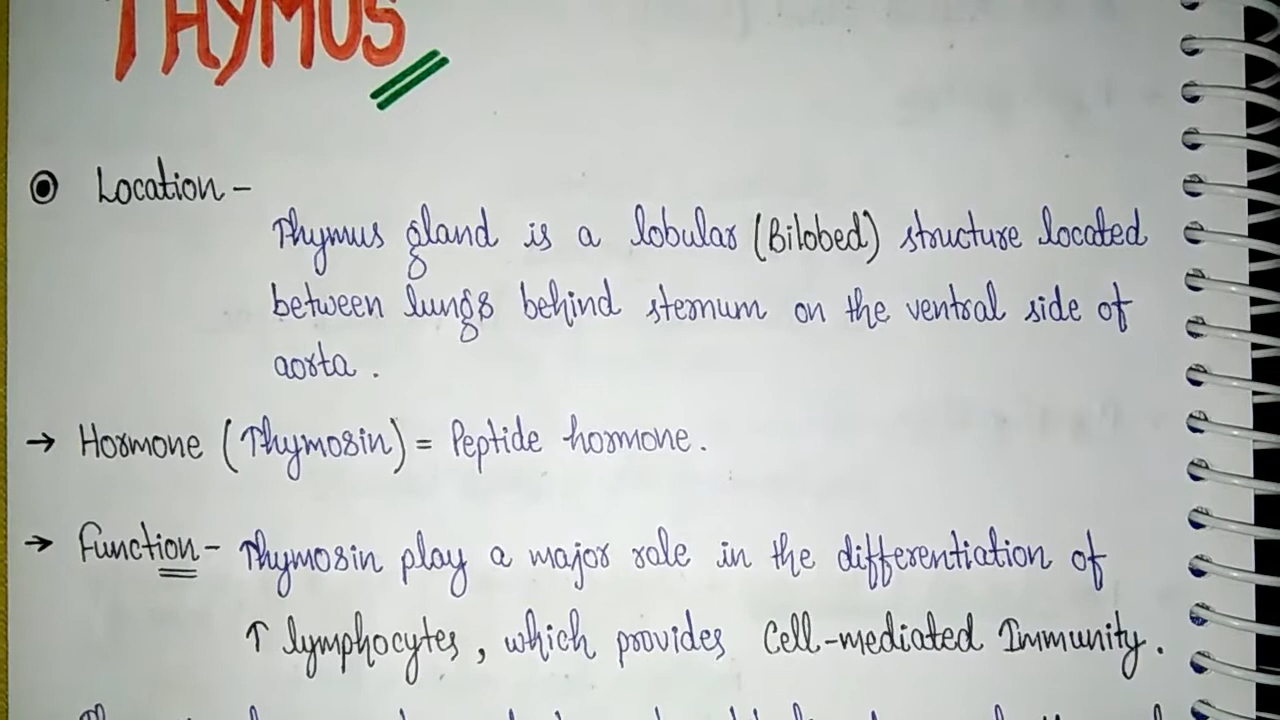 THYMUS
Location -
Thymus gland is a lobular (Bilobed) structure located
between lungs behind sternum on the ventral side of
aorta .
→ Hormone (Thymosin) = Peptide hormone.
→ Function - Thymosin play a major role in the differentiation of
T lymphocytes, which provides Cell-mediated Immunity.